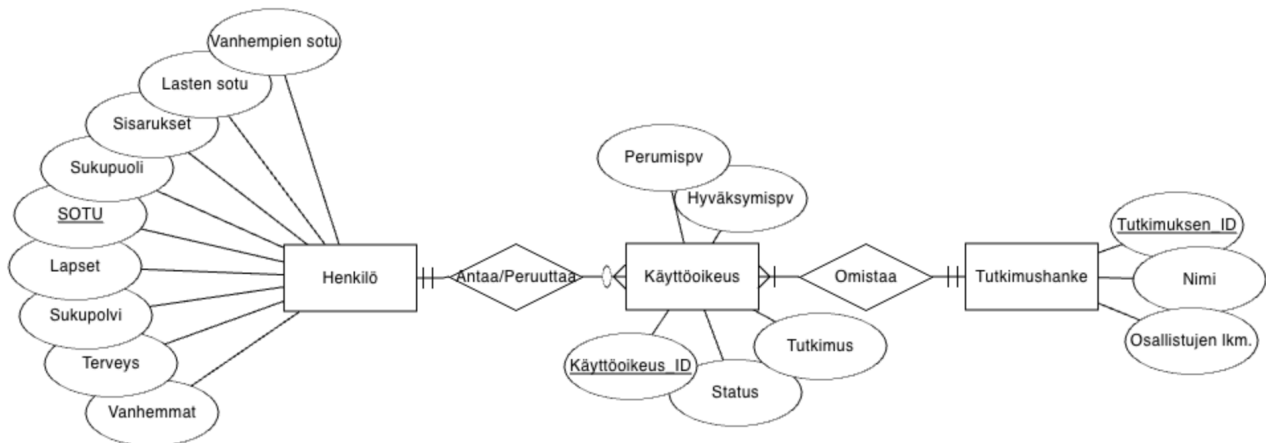 Vanhempien sotu
Lasten sotu
Sisarukset
Sukupuoli
SOTU
Lapset
Sukupolvi
Terveys
Vanhemmat
Henkilö
Antaa/Peruuttaa
Perumispv
Hyväksymispv
Käyttöoikeus
Käyttöoikeus_ID
Status
Tutkimus
Omistaa
Tutkimushanke
Tutkimuksen_ID
Nimi
Osallistujen lkm.